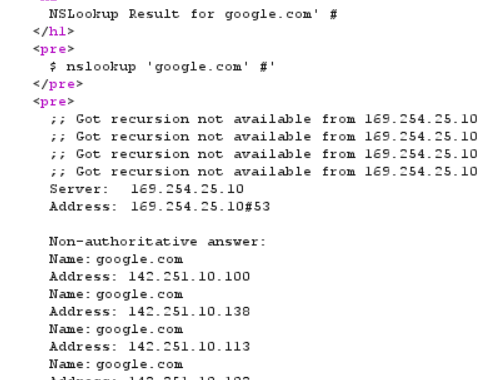 NSLookup Result for google.com' #
</hl>
<pre>
$ nslookup 'google.com' #'
</pre>
<pre>
;; Got recursion not available from 169.254.25.10
;; Got recursion not available from 169.254.25.10
;; Got recursion not available from 169.254.25.10
;; Got recursion not available from 169.254.25.10
Server: 169.254.25.10
Address: 169.254.25.10#53
Non-authoritative answer:
Name: google.com
Address: 142.251.10.100
Name: google.com
Address: 142.251.10.138
Name: google.com
Address: 142.251.10.113
Name: google.com